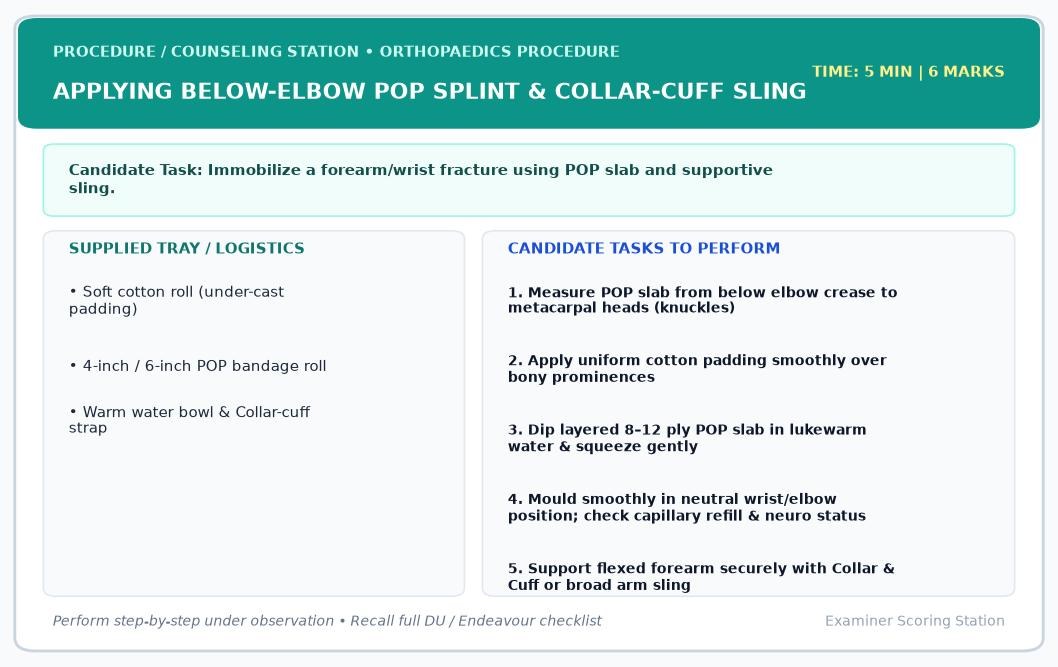 PROCEDURE / COUNSELING STATION • ORTHOPAEDICS PROCEDURE
TIME: 5 MIN | 6 MARKS
APPLYING BELOW-ELBOW POP SPLINT & COLLAR-CUFF SLING
Candidate Task: Immobilize a forearm/wrist fracture using POP slab and supportive
sling.
SUPPLIED TRAY / LOGISTICS
• Soft cotton roll (under-cast
padding)
• 4-inch / 6-inch POP bandage roll
• Warm water bowl & Collar-cuff
strap
CANDIDATE TASKS TO PERFORM
1. Measure POP slab from below elbow crease to
metacarpal heads (knuckles)
2. Apply uniform cotton padding smoothly over
bony prominences
3. Dip layered 8–12 ply POP slab in lukewarm
water & squeeze gently
4. Mould smoothly in neutral wrist/elbow
position; check capillary refill & neuro status
5. Support flexed forearm securely with Collar &
Cuff or broad arm sling
Perform step-by-step under observation • Recall full DU / Endeavour checklist
Examiner Scoring Station